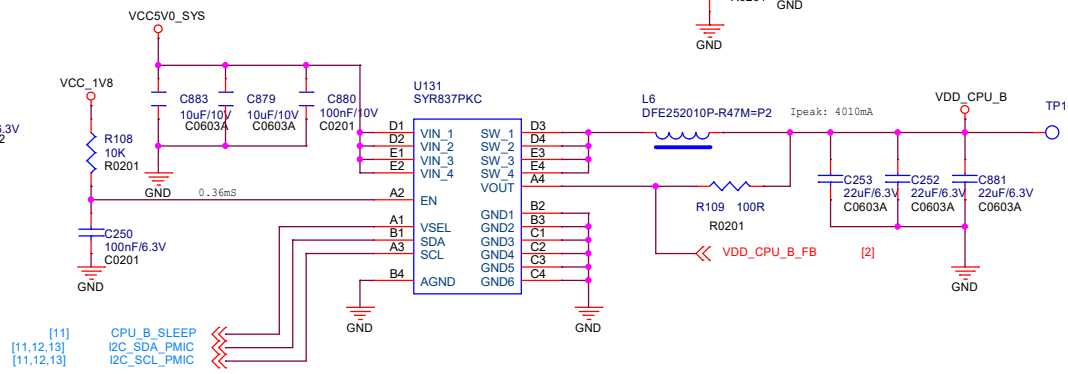 R0201
GND
GND
VCC5V0_SYS
VCC_1V8
6.3V
2
C883
10uF/10V
C0603A
C879
10uF/10V
C0603A
C880
100nF/10V
C0201
U131
SYR837PKC
L6
DFE252010P-R47M=P2
Ipeak: 4010mA
VDD_CPU_B
TP1
R108
10K
R0201
GND
0.36mS
D1 VIN_1 SW_1 D3
D2 VIN_2 SW_2 D4
E1 VIN_3 SW_3 E3
E2 VIN_4 SW_4 E4
VOUT A4
A2 EN
GND1 B2
A1 VSEL GND2 B3
B1 SDA GND3 C1
A3 SCL GND4 C2
GND5 C3
B4 AGND GND6 C4
R109 100R
R0201
C253
22uF/6.3V
C0603A
C252
22uF/6.3V
C0603A
C881
22uF/6.3V
C0603A
C250
100nF/6.3V
C0201
GND
VDD_CPU_B_FB [2]
GND
GND
GND
[11] CPU_B_SLEEP
[11,12,13] I2C_SDA_PMIC
[11,12,13] I2C_SCL_PMIC